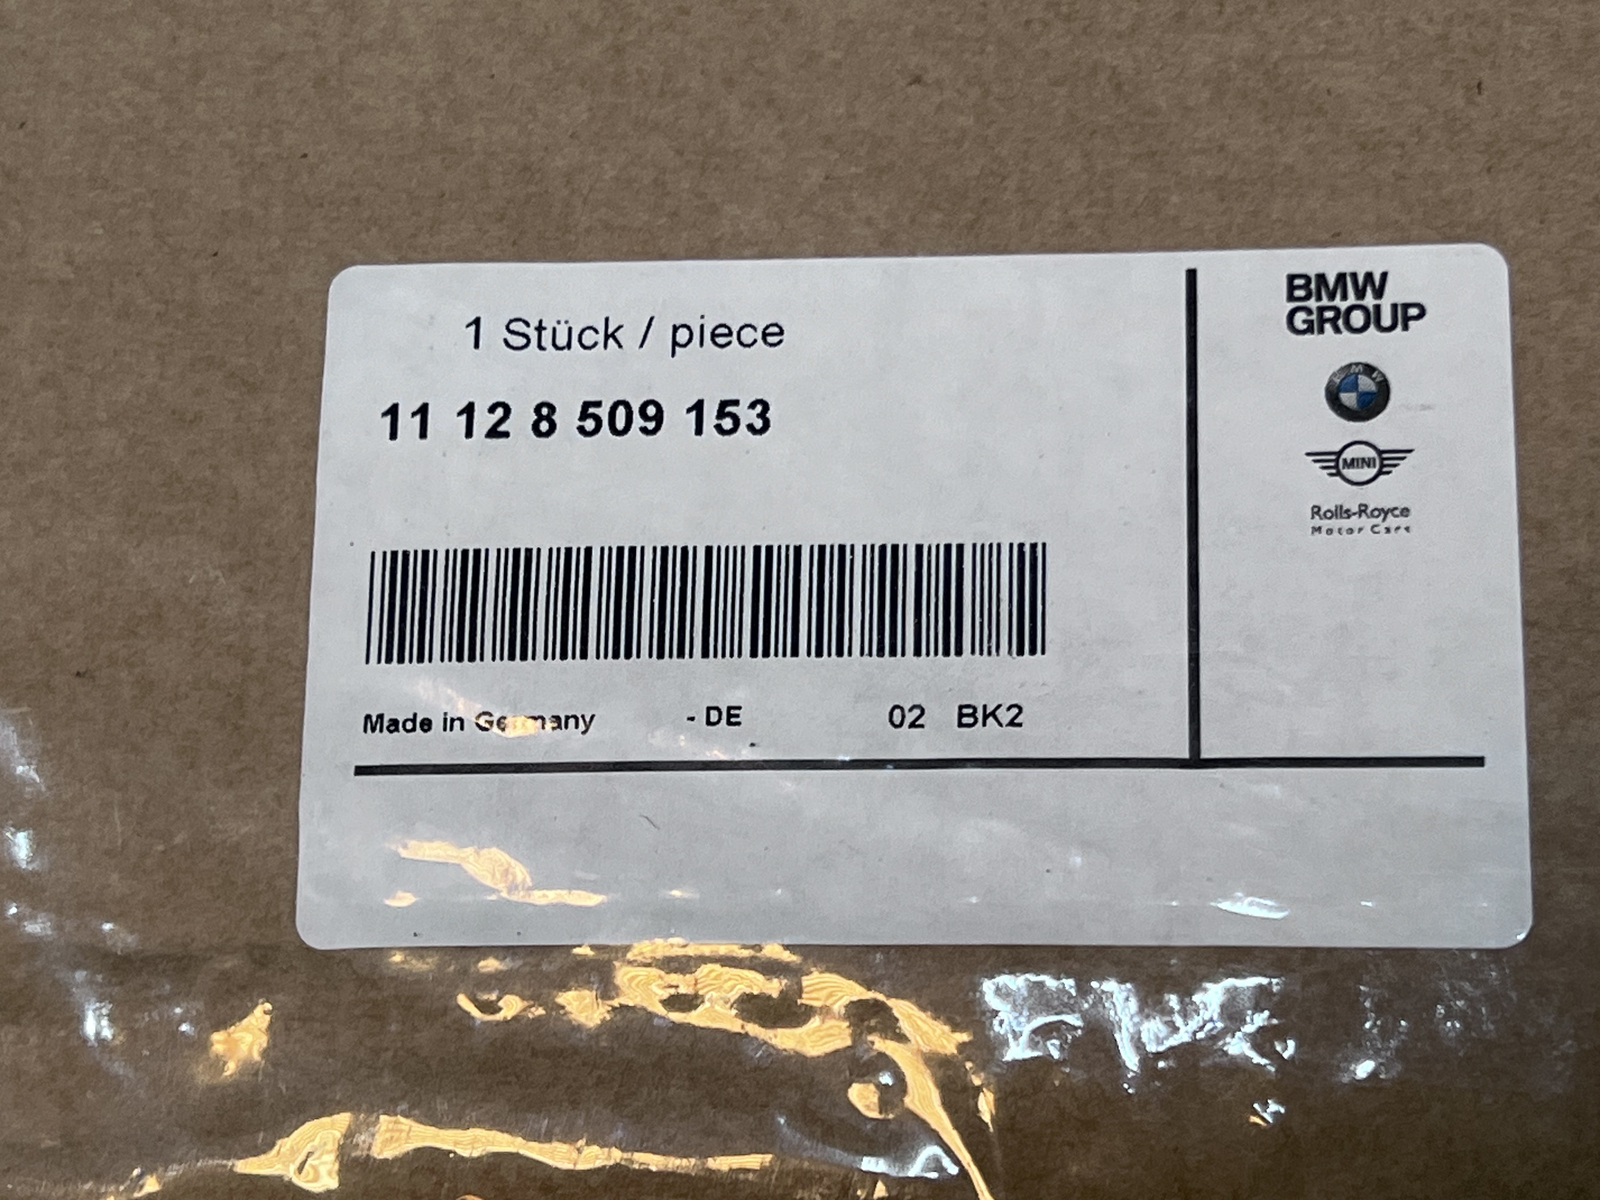 1 Stück / piece
11 12 8 509 153
Made in Germany - DE 02 BK2
BMW
GROUP
BMW
MINI
Rolls-Royce
Motor Cars